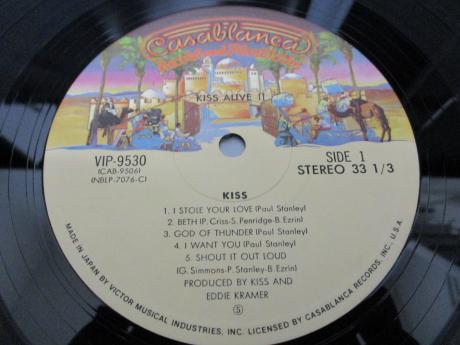 Casablanca
Record and FilmWorks
KISS ALIVE II
VIP-9530
(CAB-9506)
(NBLP-7076-C)
SIDE 1
STEREO 33 1/3
KISS
1. I STOLE YOUR LOVE (Paul Stanley)
2. BETH (P. Criss-S. Penridge-B. Ezrin)
3. GOD OF THUNDER (Paul Stanley)
4. I WANT YOU (Paul Stanley)
5. SHOUT IT OUT LOUD
(G. Simmons-P. Stanley-B. Ezrin)
PRODUCED BY KISS AND
EDDIE KRAMER
S
MADE IN JAPAN BY VICTOR MUSICAL INDUSTRIES, INC. LICENSED BY CASABLANCA RECORDS, INC., U.S.A.